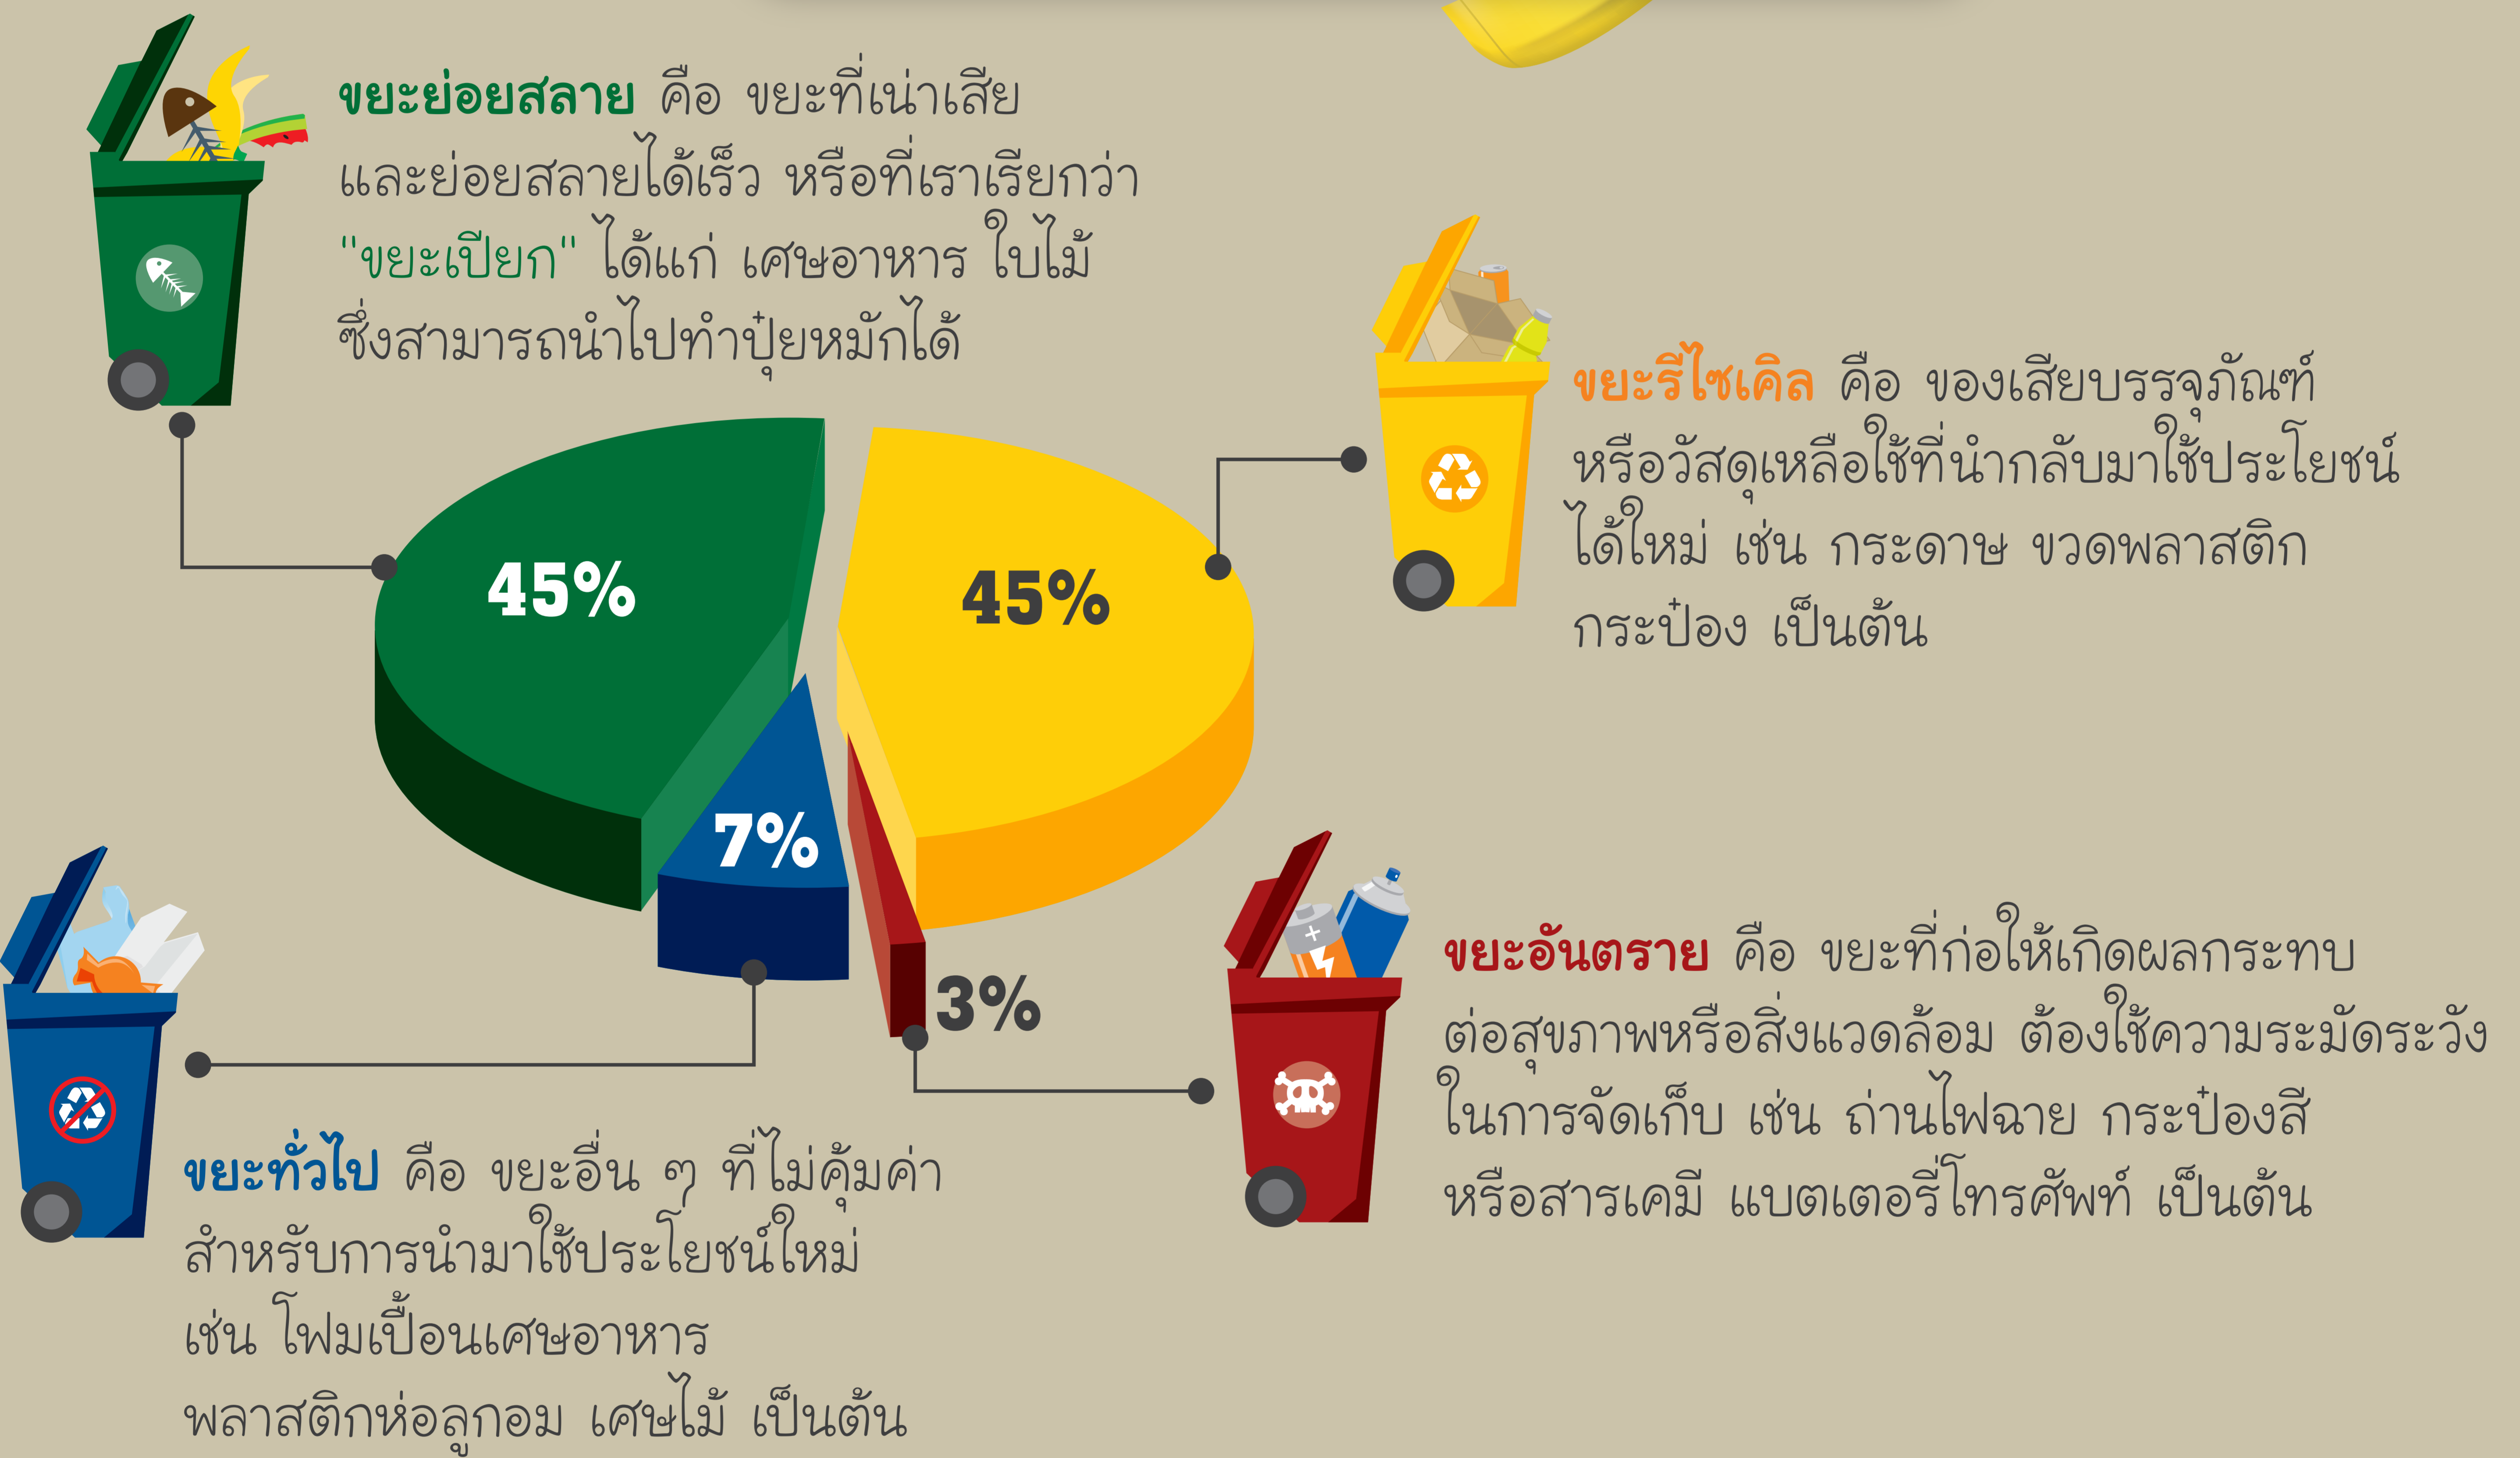 ขยะย่อยสลาย คือ ขยะที่เน่าเสีย
และย่อยสลายได้เร็ว หรือที่เราเรียกว่า
"ขยะเปียก" ได้แก่ เศษอาหาร ใบไม้
ซึ่งสามารถนำไปทำปุ๋ยหมักได้
ขยะรีไซเคิล คือ ของเสียบรรจุภัณฑ์
หรือวัสดุเหลือใช้ที่นำกลับมาใช้ประโยชน์
ได้ใหม่ เช่น กระดาษ ขวดพลาสติก
กระป๋อง เป็นต้น
45%
45%
7%
3%
ขยะอันตราย คือ ขยะที่ก่อให้เกิดผลกระทบ
ต่อสุขภาพหรือสิ่งแวดล้อม ต้องใช้ความระมัดระวัง
ในการจัดเก็บ เช่น ถ่านไฟฉาย กระป๋องสี
หรือสารเคมี แบตเตอรี่โทรศัพท์ เป็นต้น
ขยะทั่วไป คือ ขยะอื่น ๆ ที่ไม่คุ้มค่า
สำหรับการนำมาใช้ประโยชน์ใหม่
เช่น โฟมเปื้อนเศษอาหาร
พลาสติกห่อลูกอม เศษไม้ เป็นต้น